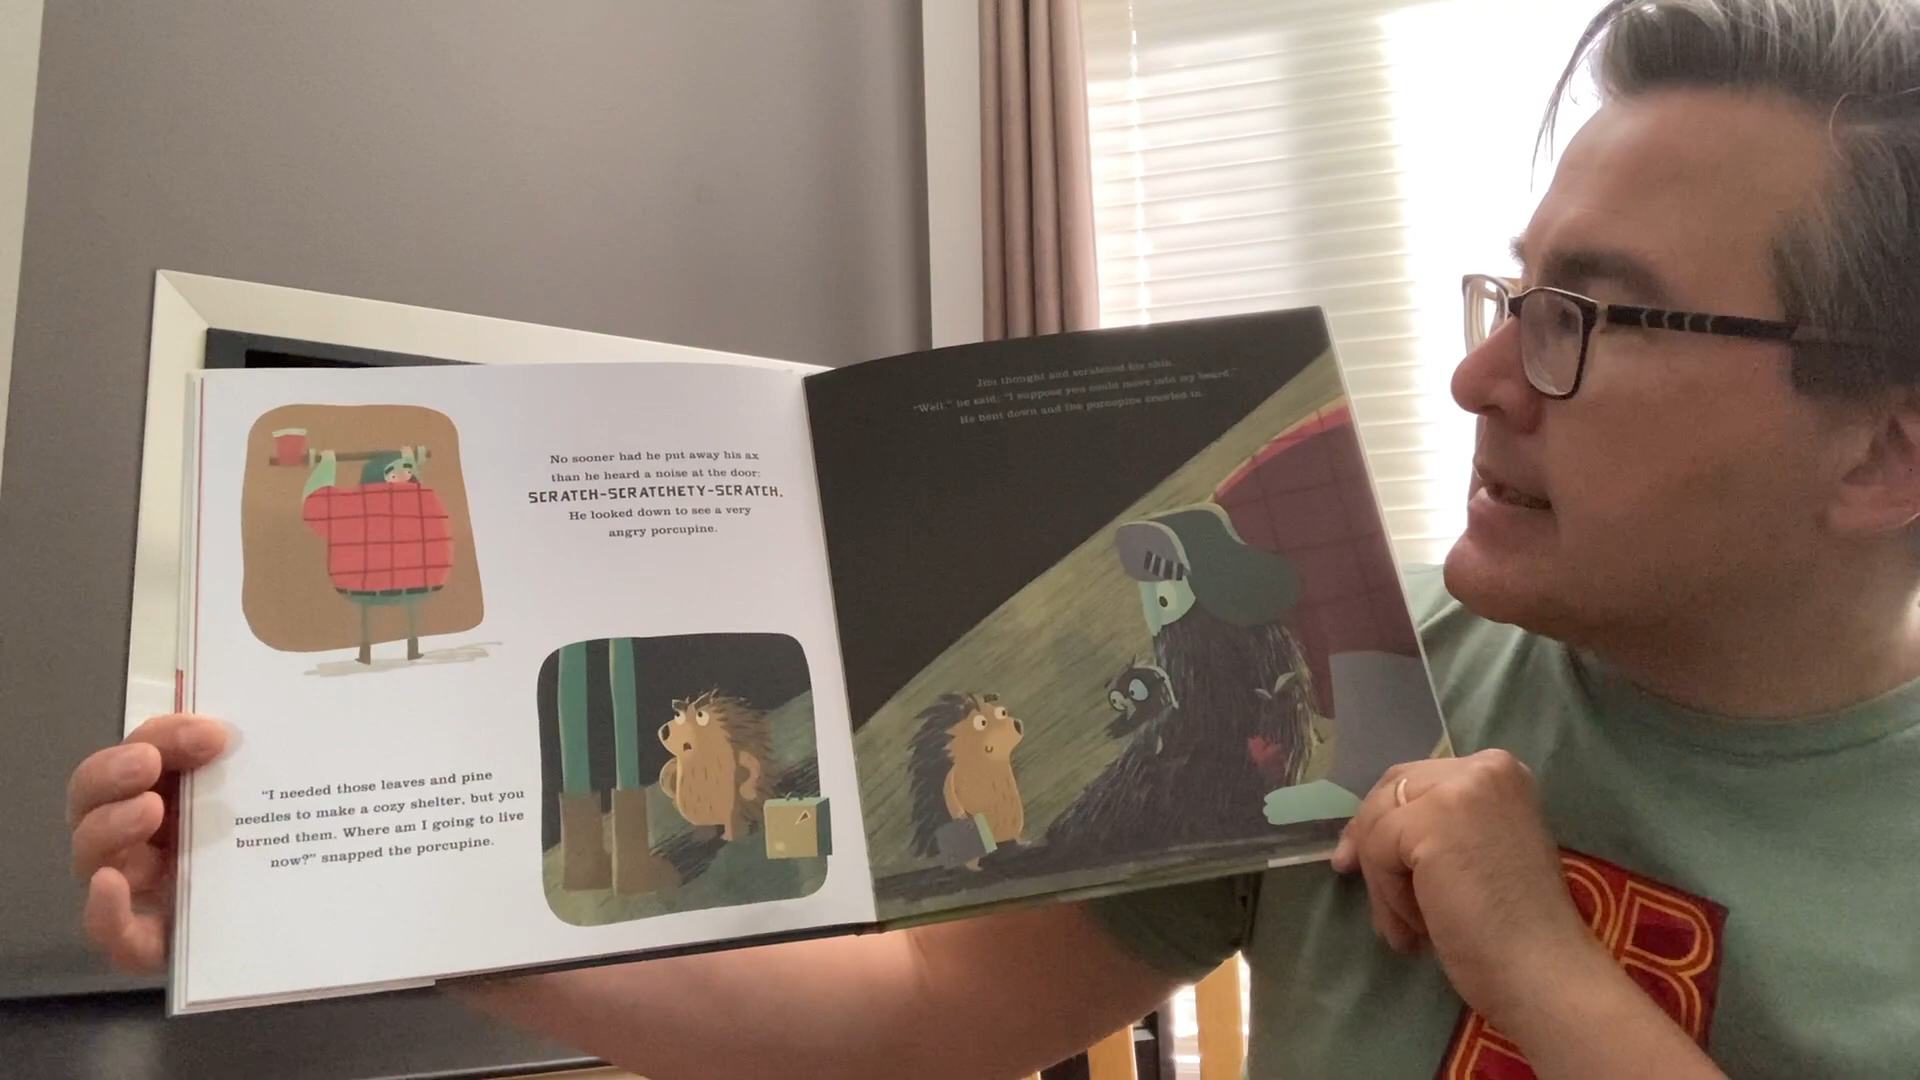 No sooner had he put away his ax
than he heard a noise at the door:
SCRATCH-SCRATCHETY-SCRATCH.
He looked down to see a very
angry porcupine.
"I needed those leaves and pine
needles to make a cozy shelter, but you
burned them. Where am I going to live
now?" snapped the porcupine.
Jim thought and scratched his chin.
"Well," he said, "I suppose you could move into my beard."
He bent down and the porcupine crawled in.